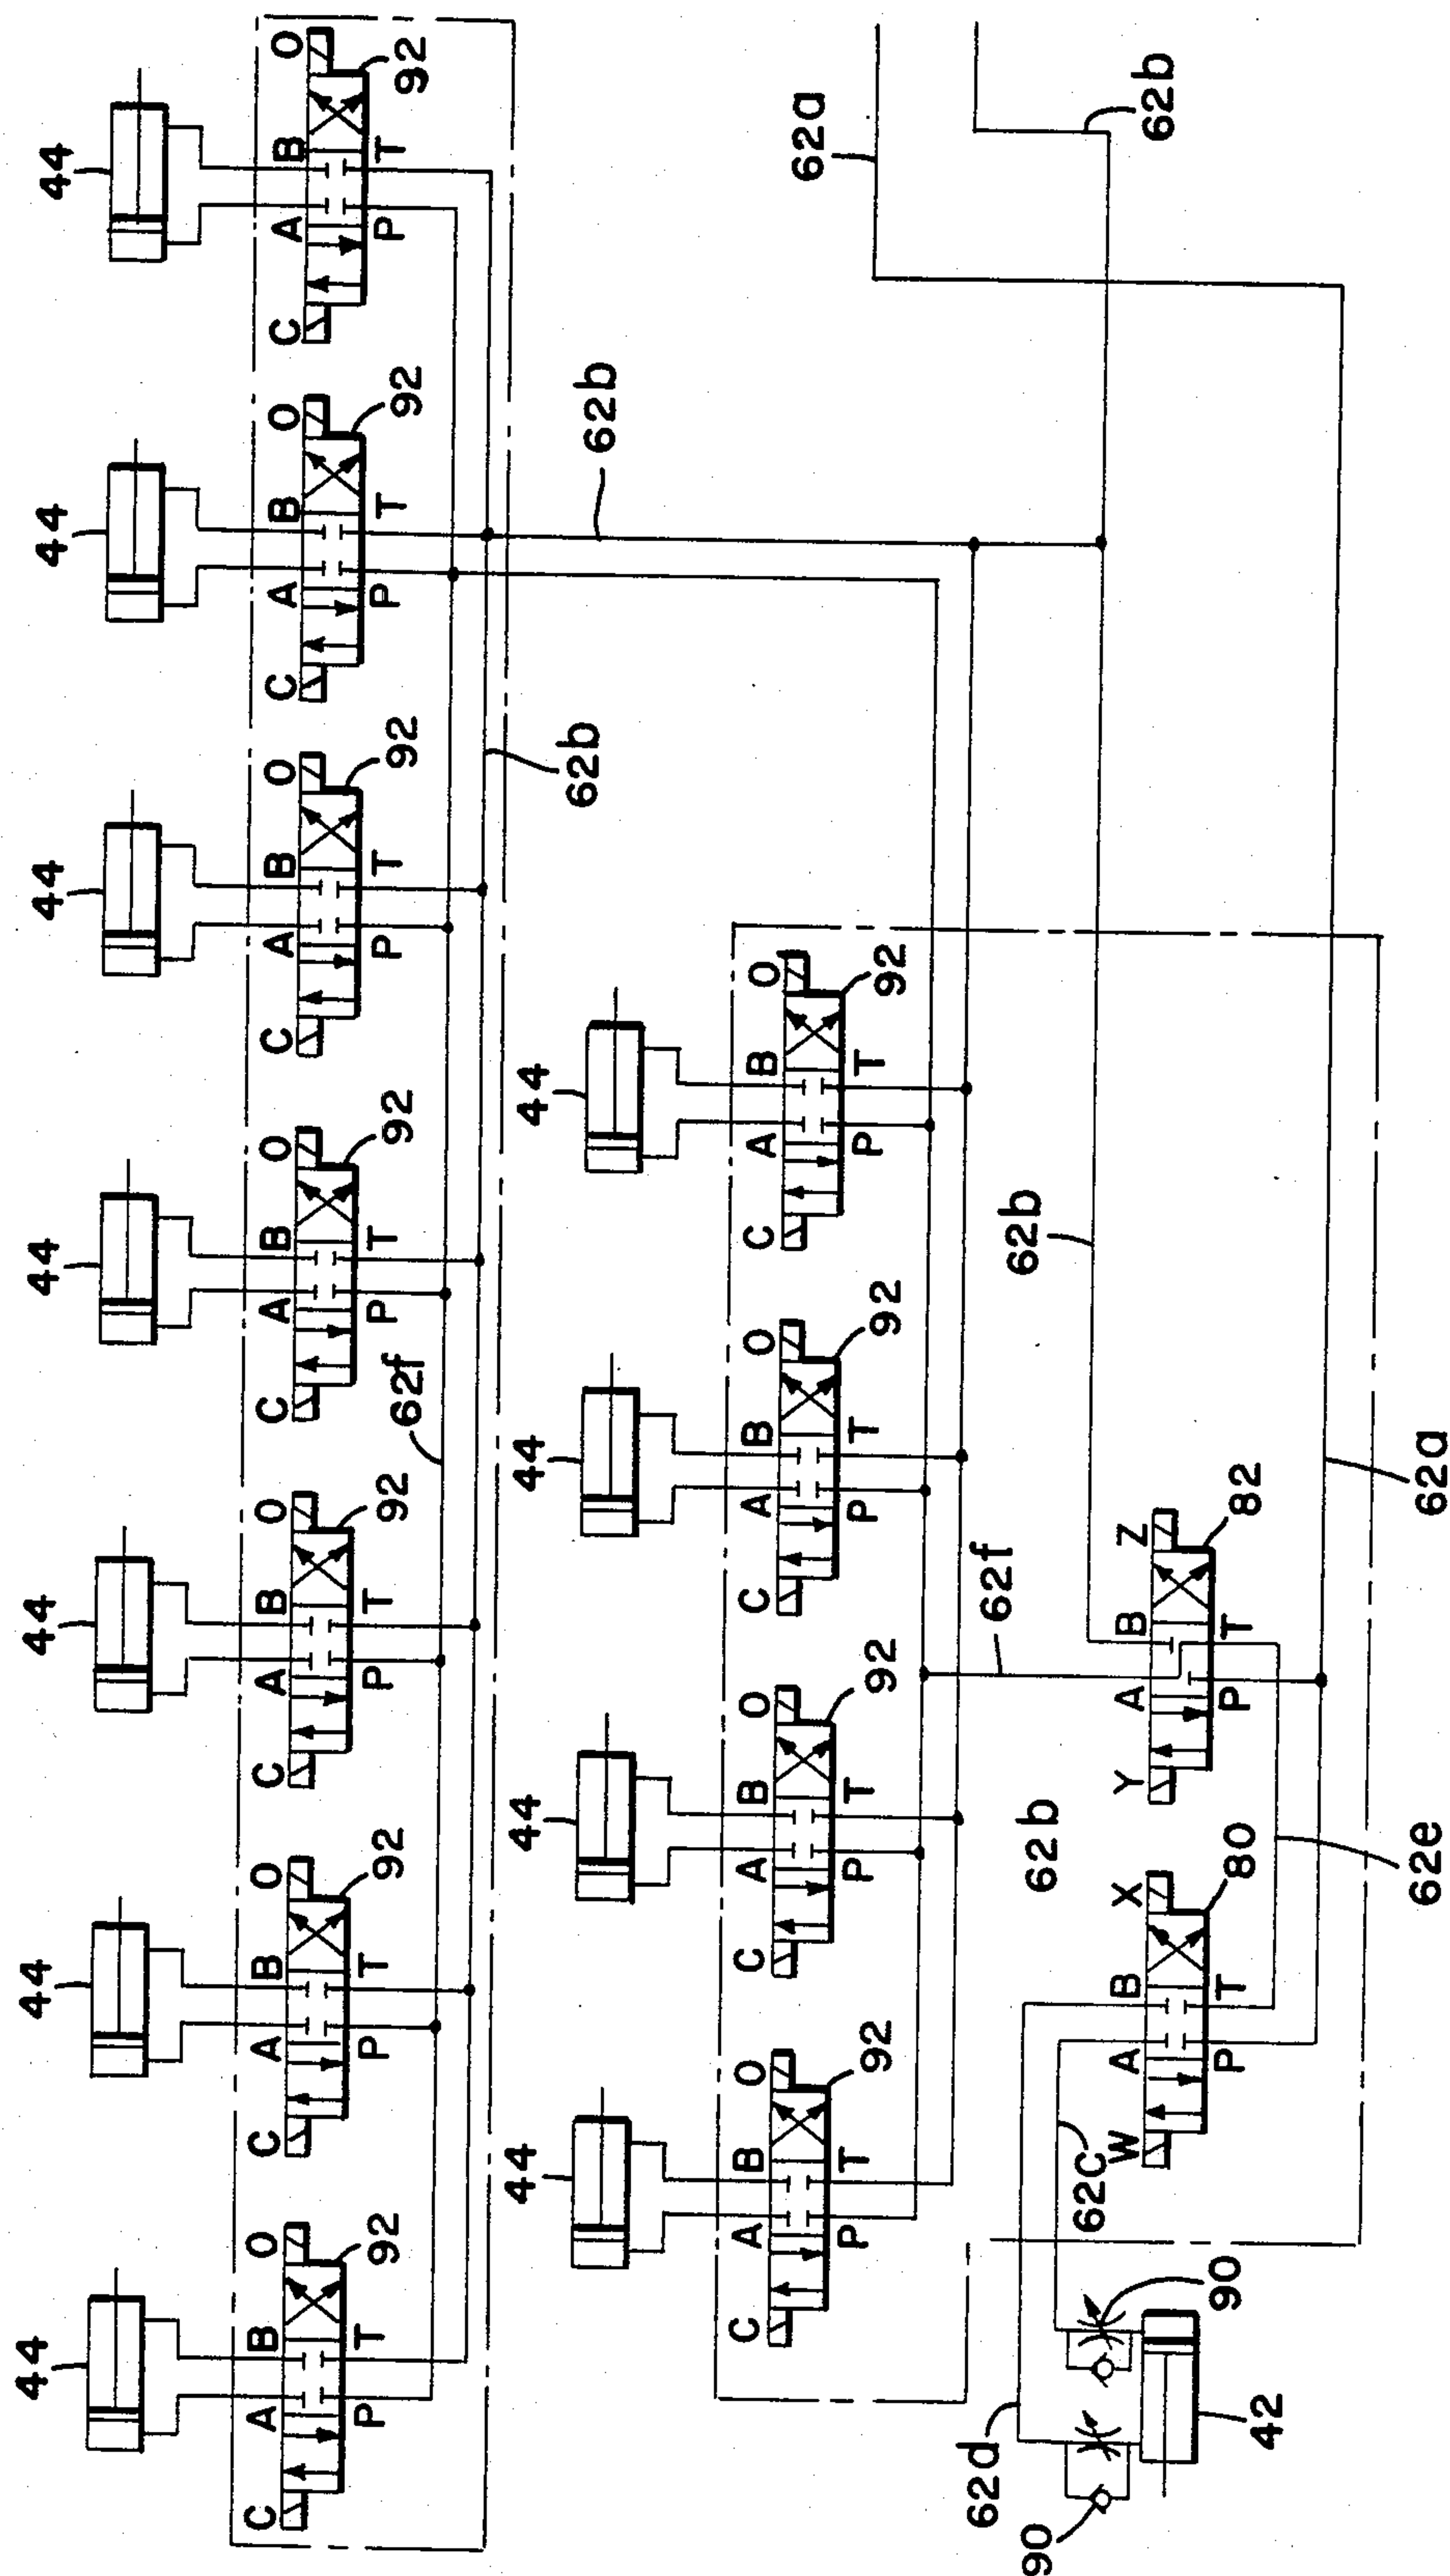 44 44 44 44 44 44 44
C A B O C A B O C A B O C A B O C A B O C A B O C A B O
P T 92 P T 92 P T 92 P T 92 P T 92 P T 92 P T 92
62f
62b
62b
44 44 44 44
C A B O C A B O C A B O C A B O
P T 92 P T 92 P T 92 P T 92
62a
62d
62f
62b
62b
90
62C
W A B X Y A B Z
62b
90
P T 80 P T 82
42
62e
62a